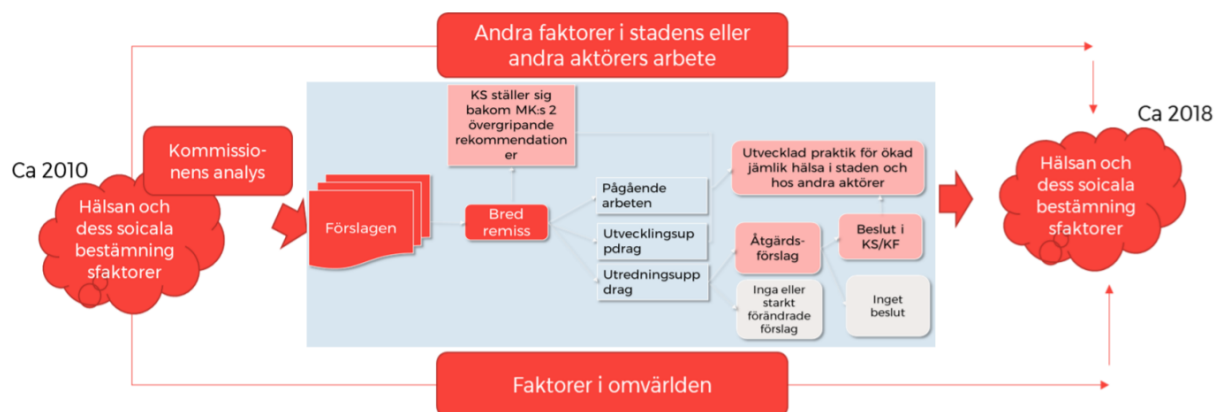 Andra faktorer i stadens eller
andra aktörers arbete
Ca 2010
Kommissio-
nens analys
Hälsan och
dess soicala
bestämning
sfaktorer
Förslagen
KS ställer sig
bakom MK:s 2
övergripande
rekommendation
er
Bred
remiss
Pågående
arbeten
Utvecklingsup
pdrag
Utredningsupp
drag
Utvecklad praktik för ökad
jämlik hälsa i staden och
hos andra aktörer
Åtgärds-
förslag
Beslut i
KS/KF
Inga eller
starkt
förändrade
förslag
Inget
beslut
Ca 2018
Hälsan och
dess soicala
bestämning
sfaktorer
Faktorer i omvärlden